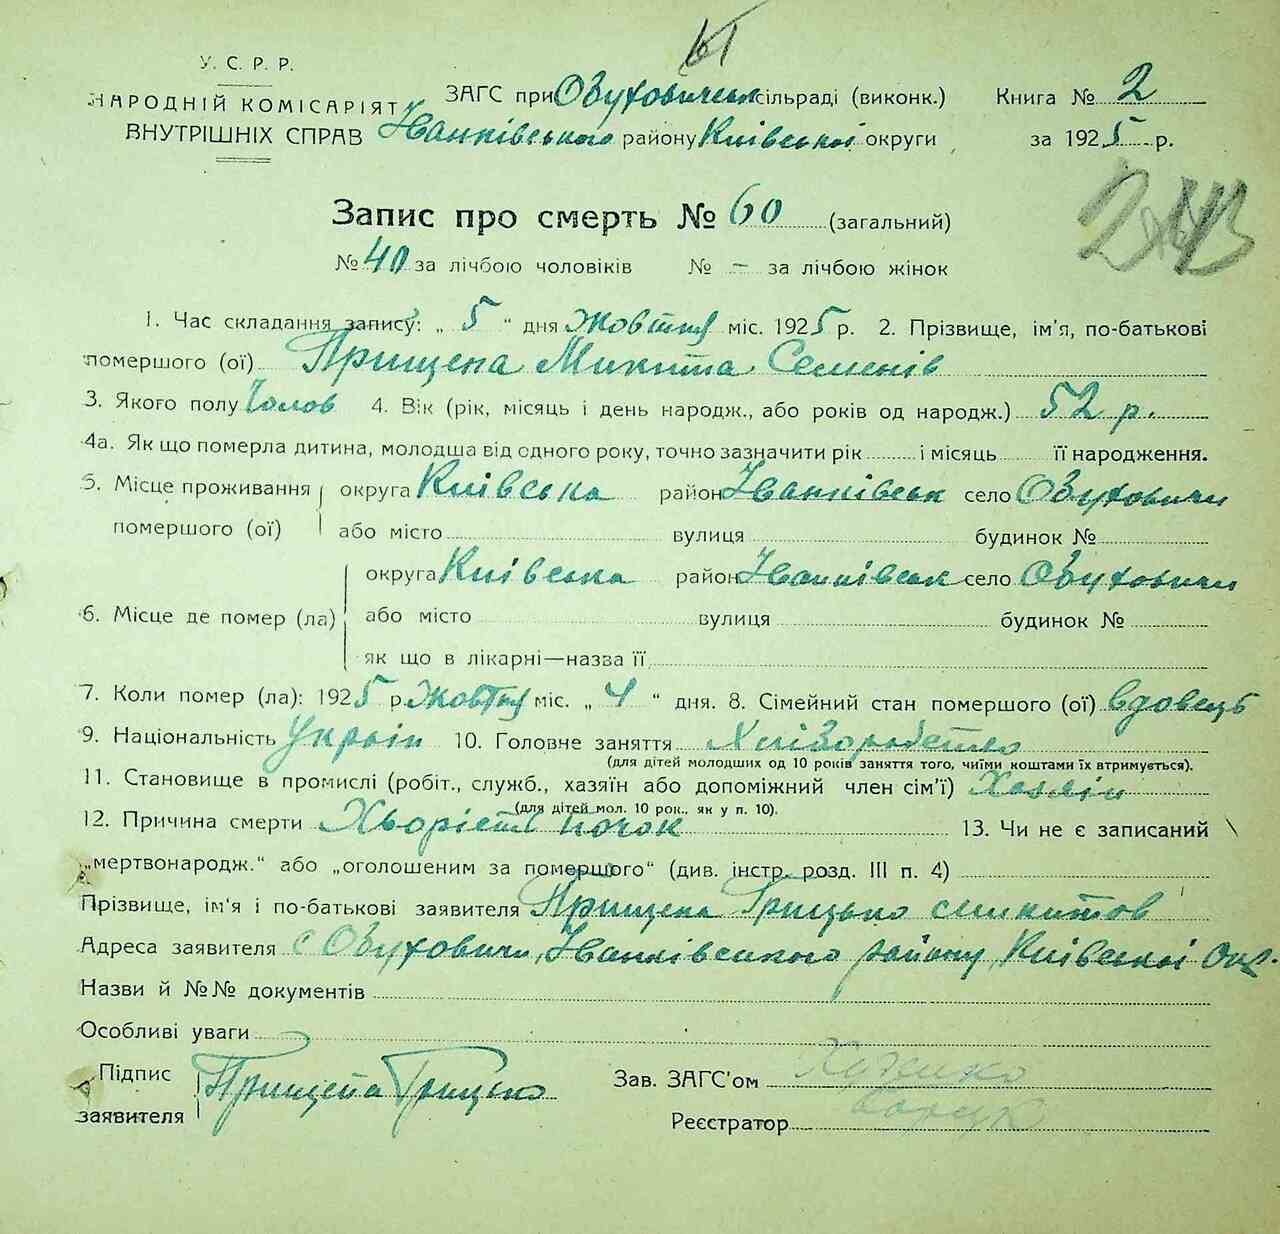 У. С. Р. Р.
НАРОДНІЙ КОМІСАРІЯТ
ВНУТРІШНІХ СПРАВ
ЗАГС при Обуховичськ сільраді (виконк.)
Іванківського району Київської округи
Книга № 2
за 1925 р.
Запис про смерть № 60 (загальний)
№ 40 за лічбою чоловіків № – за лічбою жінок
1. Час складання запису: „ 5 “ дня Жовтня міс. 1925 р. 2. Прізвище, ім'я, по-батькові
помершого (ої) Прищепа Микита Семенів
3. Якого полу Чолов 4. Вік (рік, місяць і день народж., або років од народж.) 52 р.
4а. Як що померла дитина, молодша від одного року, точно зазначити рік і місяць її народження.
5. Місце проживання округа Київська район Іванківськ село Обуховичи
помершого (ої) або місто вулиця будинок №
округа Київська район Іванківськ село Обуховичи
6. Місце де помер (ла) або місто вулиця будинок №
як що в лікарні—назва її
7. Коли помер (ла): 1925 р. Жовтня міс. „ 4 “ дня. 8. Сімейний стан помершого (ої) вдовець
9. Національність Україн 10. Головне заняття Хліборобство
(для дітей молодших од 10 років заняття того, чиїми коштами їх втримується).
11. Становище в промислі (робіт., служб., хазяїн або допоміжний член сім'ї) Хазяїн
(для дітей мол. 10 рок. як у п. 10).
12. Причина смерти Хворість почок 13. Чи не є записаний
„мертвонародж.“ або „оголошеним за помершого“ (див. інстр. розд. III п. 4)
Прізвище, ім'я і по-батькові заявителя Прищепа Грицько Микитов
Адреса заявителя с Обуховичи, Іванківського району, Київської Окр.
Назви й №№ документів
Особливі уваги
Підпис
заявителя Прищепа Грицько
Зав. ЗАГС'ом
Реєстратор